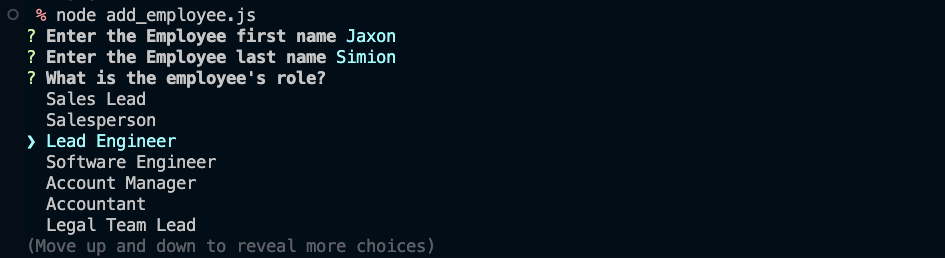 % node add_employee.js
? Enter the Employee first name Jaxon
? Enter the Employee last name Simion
? What is the employee's role?
Sales Lead
Salesperson
❯ Lead Engineer
Software Engineer
Account Manager
Accountant
Legal Team Lead
(Move up and down to reveal more choices)